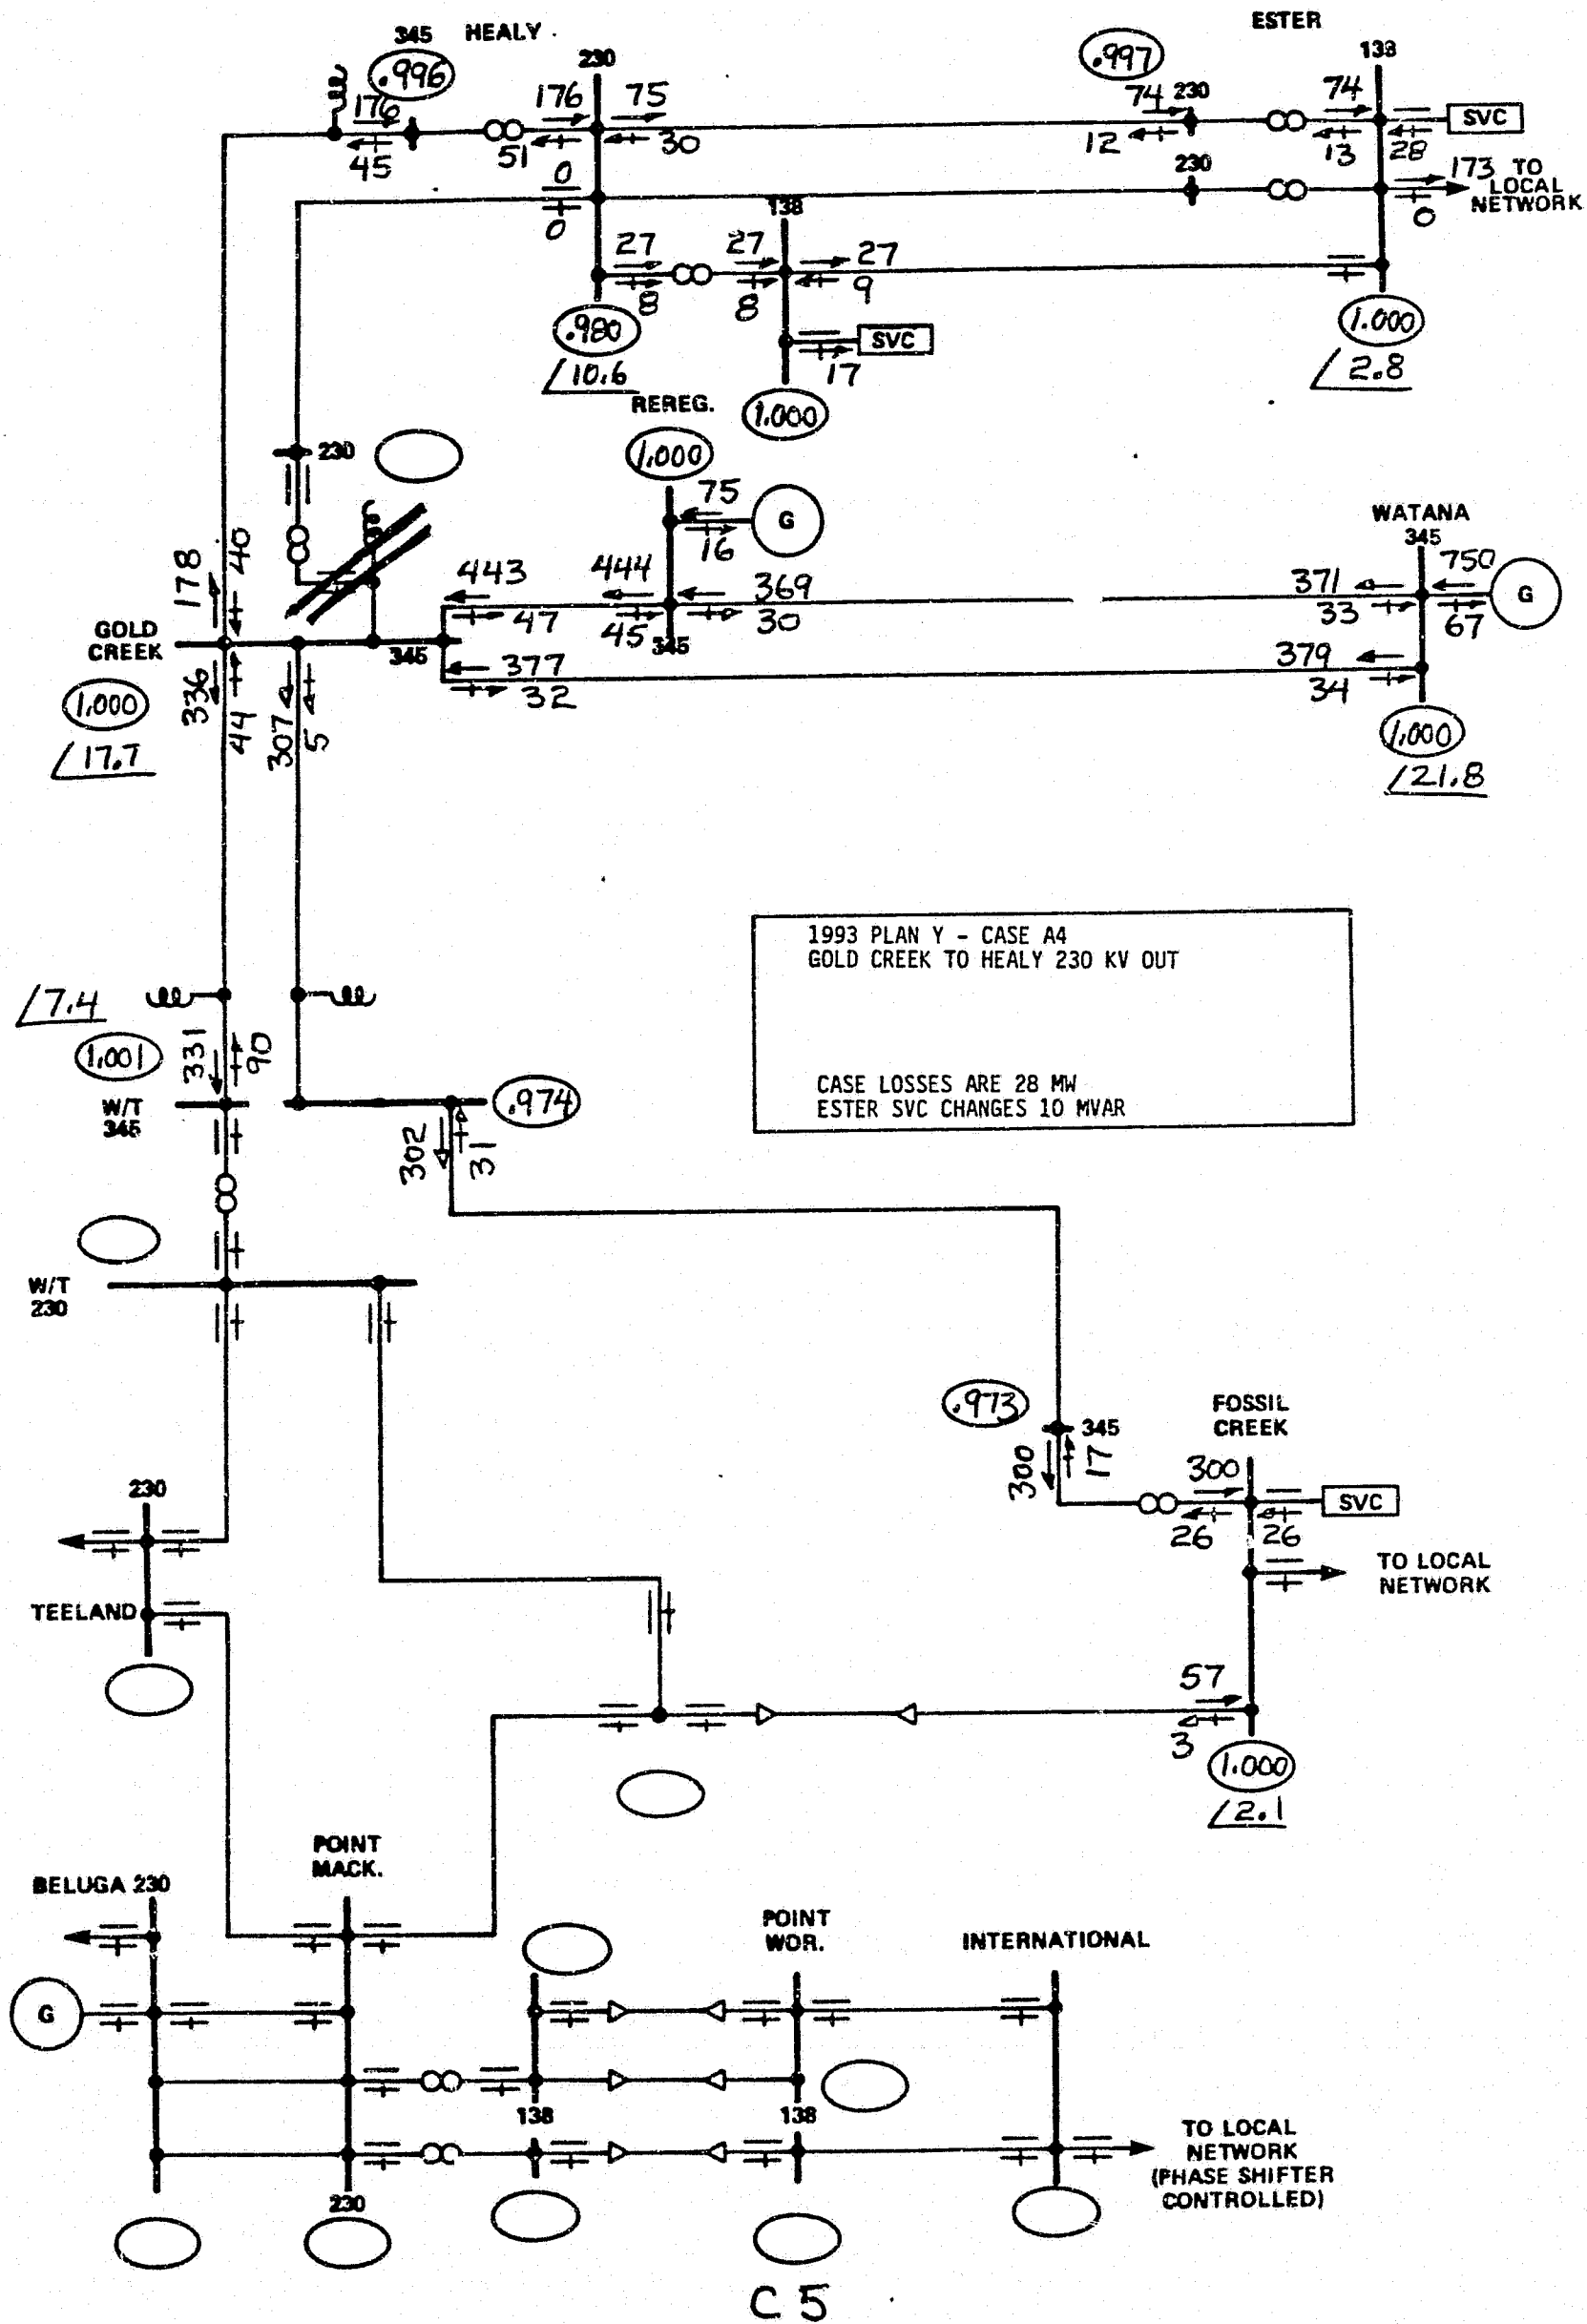 345 HEALY
.996
230
ESTER
.997
138
176
176
75
74
230
74
SVC
45
51
30
12
13
28
0
230
173 TO
LOCAL
NETWORK
0
0
138
27
27
27
8
8
9
.980
/10.6
SVC
17
1.000
1.000
/2.8
REREG.
1.000
230
75
G
16
WATANA
345
750
178
40
443
444
369
371
G
47
45
30
33
67
GOLD
CREEK
345
345
377
379
32
34
336
44
307
5
1.000
/17.7
1.000
/21.8
1993 PLAN Y - CASE A4
GOLD CREEK TO HEALY 230 KV OUT
CASE LOSSES ARE 28 MW
ESTER SVC CHANGES 10 MVAR
/7.4
1.001
331
90
W/T
345
.974
302
31
W/T
230
.973
345
FOSSIL
CREEK
300
17
300
SVC
26
26
230
TO LOCAL
NETWORK
TEELAND
57
3
1.000
/2.1
BELUGA 230
POINT
MACK.
POINT
WOR.
INTERNATIONAL
G
138
138
230
TO LOCAL
NETWORK
(PHASE SHIFTER
CONTROLLED)
C5